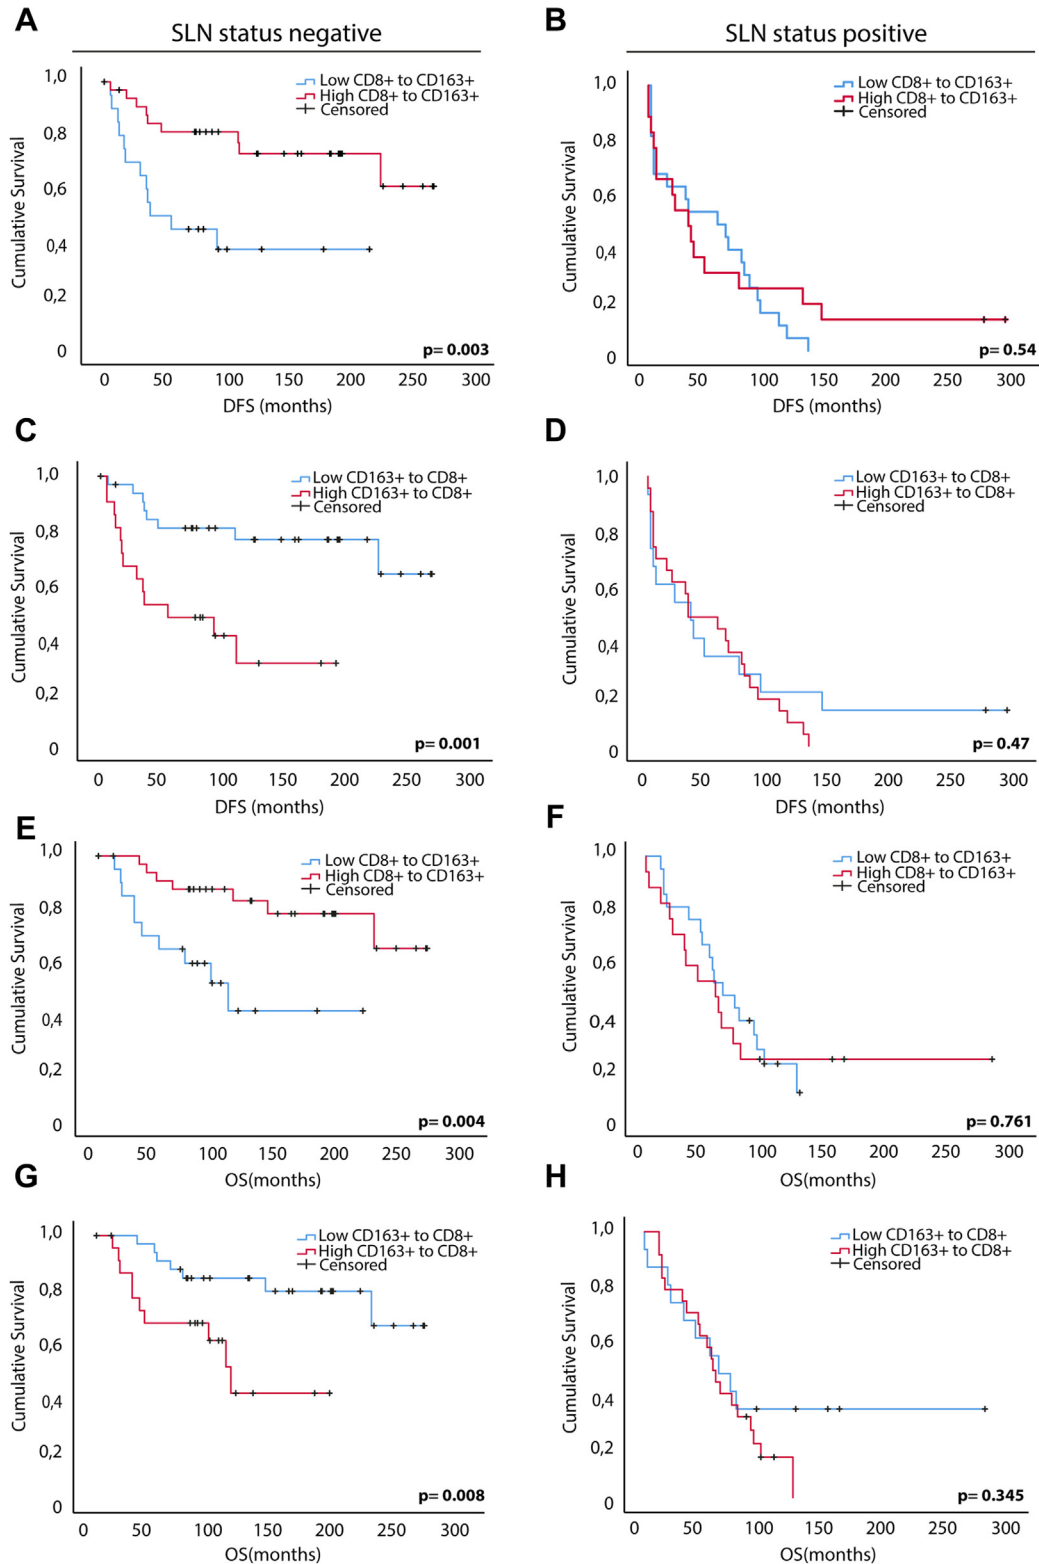 A
B
SLN status negative
SLN status positive
1,0
0,8
0,6
0,4
0,2
0
Cumulative Survival
Low CD8+ to CD163+
High CD8+ to CD163+
Censored
p= 0.003
0 50 100 150 200 250 300
DFS (months)
1,0
0,8
0,6
0,4
0,2
0
Cumulative Survival
Low CD8+ to CD163+
High CD8+ to CD163+
Censored
p= 0.54
0 50 100 150 200 250 300
DFS (months)
C
1,0
0,8
0,6
0,4
0,2
0
Cumulative Survival
Low CD163+ to CD8+
High CD163+ to CD8+
Censored
p= 0.001
0 50 100 150 200 250 300
DFS (months)
D
1,0
0,8
0,6
0,4
0,2
0
Cumulative Survival
Low CD163+ to CD8+
High CD163+ to CD8+
Censored
p= 0.47
0 50 100 150 200 250 300
DFS (months)
E
1,0
0,8
0,6
0,4
0,2
0
Cumulative Survival
Low CD8+ to CD163+
High CD8+ to CD163+
Censored
p= 0.004
0 50 100 150 200 250 300
OS(months)
F
1,0
0,8
0,6
0,4
0,2
0
Cumulative Survival
Low CD8+ to CD163+
High CD8+ to CD163+
Censored
p= 0.761
0 50 100 150 200 250 300
OS(months)
G
1,0
0,8
0,6
0,4
0,2
0
Cumulative Survival
Low CD163+ to CD8+
High CD163+ to CD8+
Censored
p= 0.008
0 50 100 150 200 250 300
OS(months)
H
1,0
0,8
0,6
0,4
0,2
0
Cumulative Survival
Low CD163+ to CD8+
High CD163+ to CD8+
Censored
p= 0.345
0 50 100 150 200 250 300
OS(months)